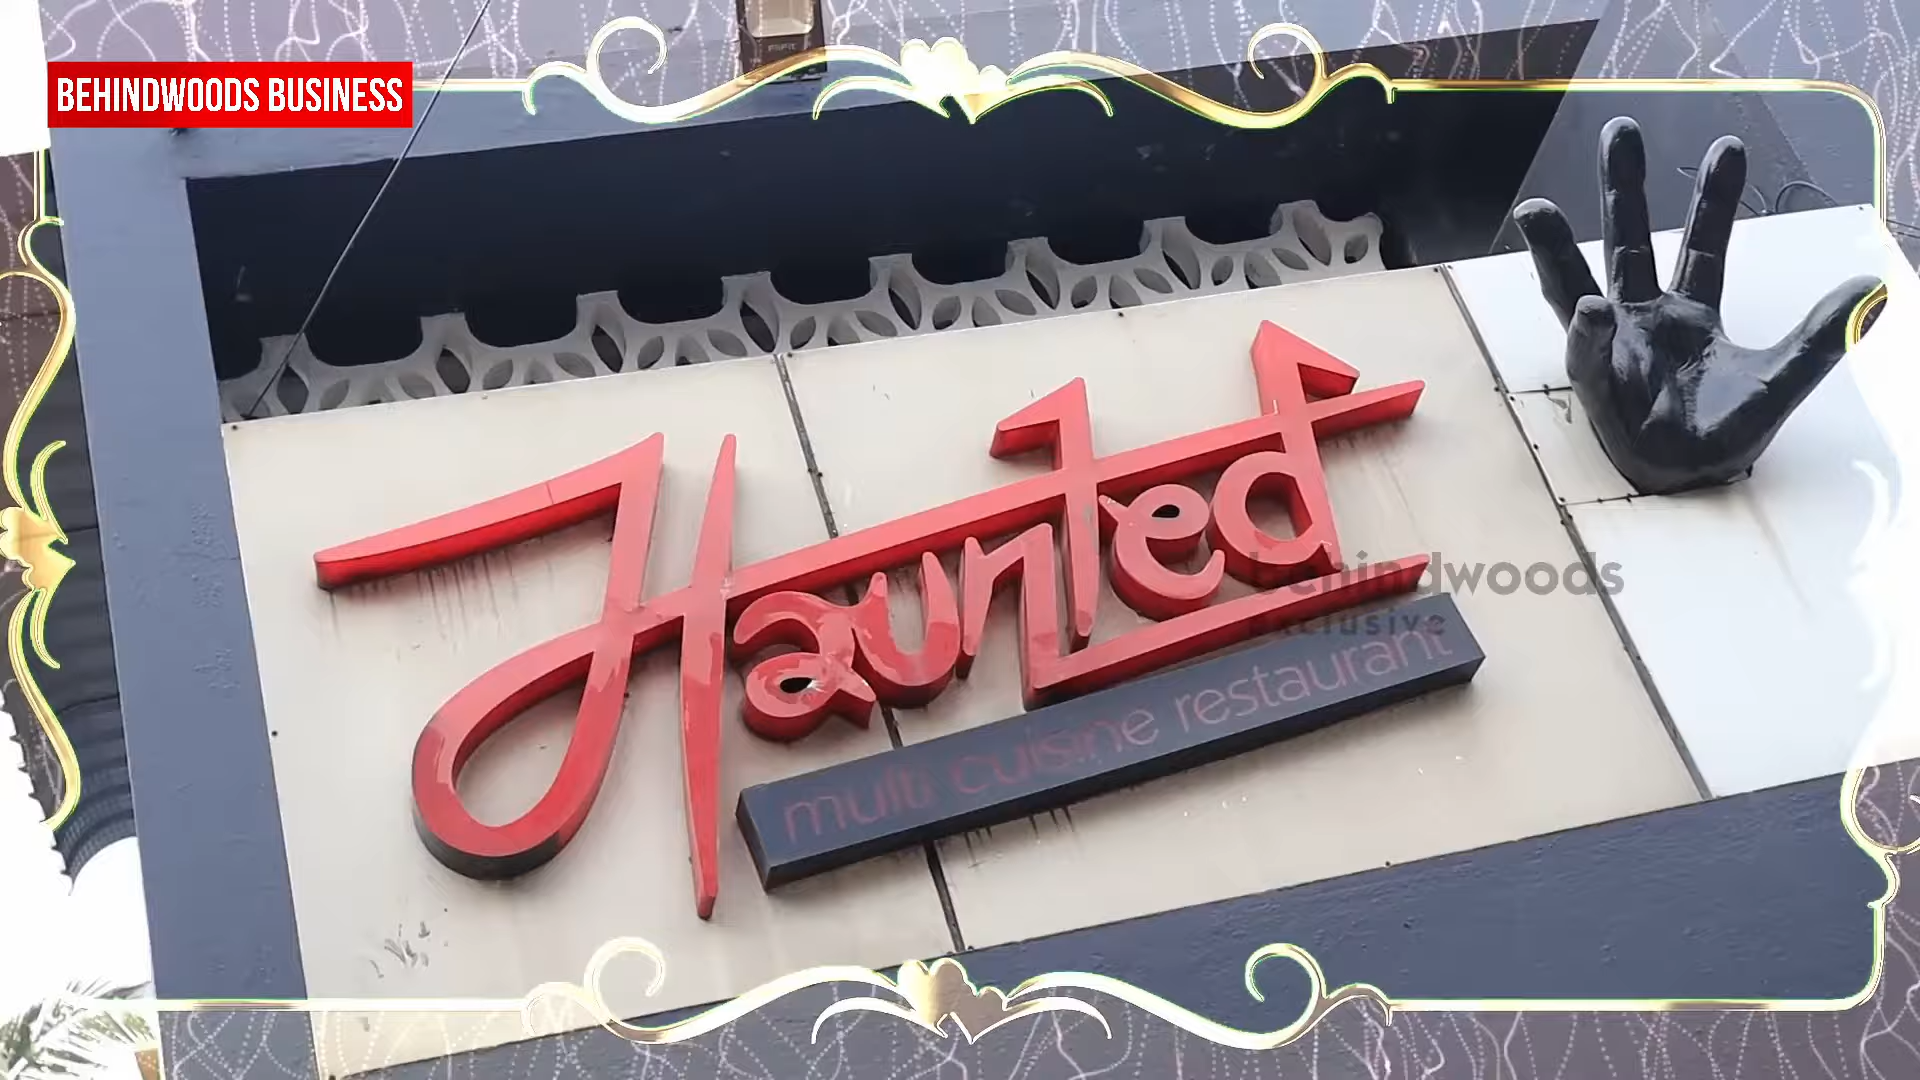 BEHINDWOODS BUSINESS
Haunted
behindwoods
exclusive
multi cuisine restaurant